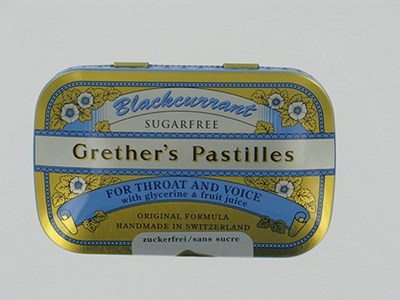 Blackcurrant
SUGARFREE
Grether's Pastilles
FOR THROAT AND VOICE
with glycerine & fruit juice
ORIGINAL FORMULA
HANDMADE IN SWITZERLAND
zuckerfrei/sans sucre